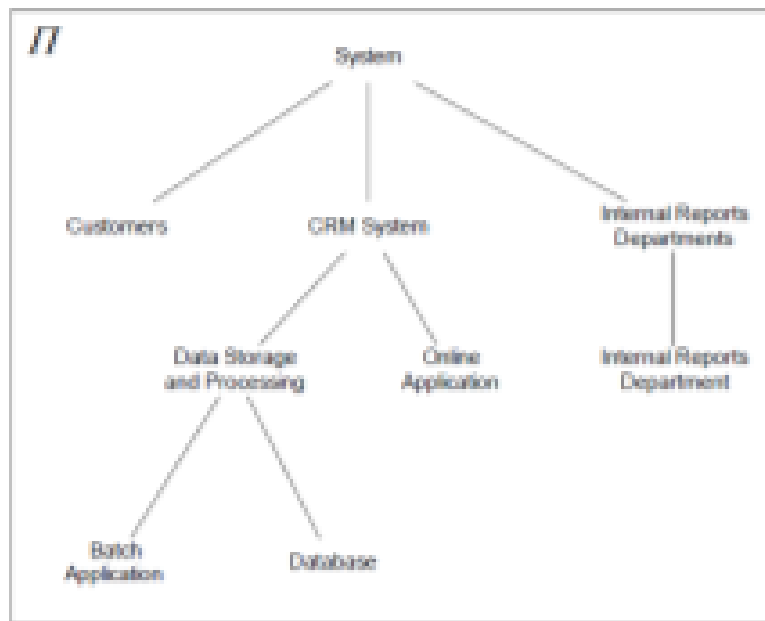 Π
System
Customers
CRM System
Internal Reports
Departments
Data Storage
and Processing
Online
Application
Internal Reports
Department
Batch
Application
Database